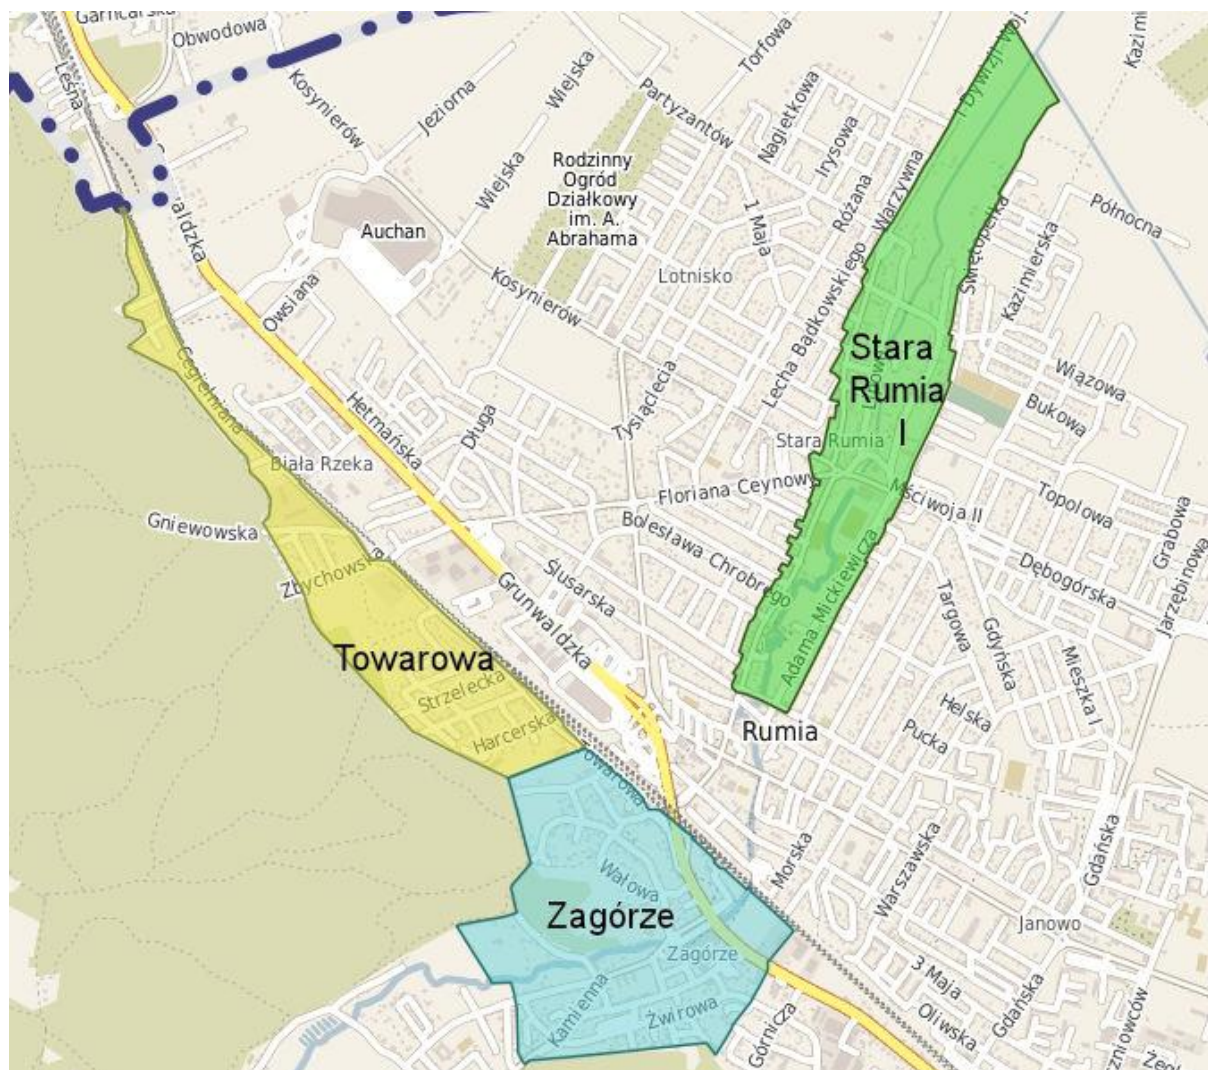 Garncarska
Obwodowa
Leśna
Kosynierów
Jeziorna
Wiejska
Torfowa
Partyzantów
Nagietkowa
Irysowa
1 Maja
Różana
Warzywna
1 Dywizji
Kazimi
Świętopełka
Kazimierska
Północna
Rodzinny
Ogród
Działkowy
im. A.
Abrahama
Wiejska
Auchan
Lotnisko
Kosynierów
Owsiana
Lecha Bądkowskiego
Stara
Rumia
I
Wiązowa
Bukowa
Hetmańska
Długa
Tysiąclecia
Stara Rumia
Biała Rzeka
Floriana Ceynowy
Mściwoja II
Topolowa
Grabowa
Gniewowska
Bolesława Chrobrego
Dębogórska
Jarzębinowa
Zbychowska
Ślusarska
Grunwaldzka
Adama Mickiewicza
Targowa
Gdyńska
Mieszka I
Towarowa
Strzelecka
Harcerska
Rumia
Helska
Pucka
Towarowa
Wałowa
Morska
Warszawska
Gdańska
Zagórze
Zagórze
Janowo
Kamienna
Żwirowa
Górnicza
3 Maja
Oliwska
Gdańska